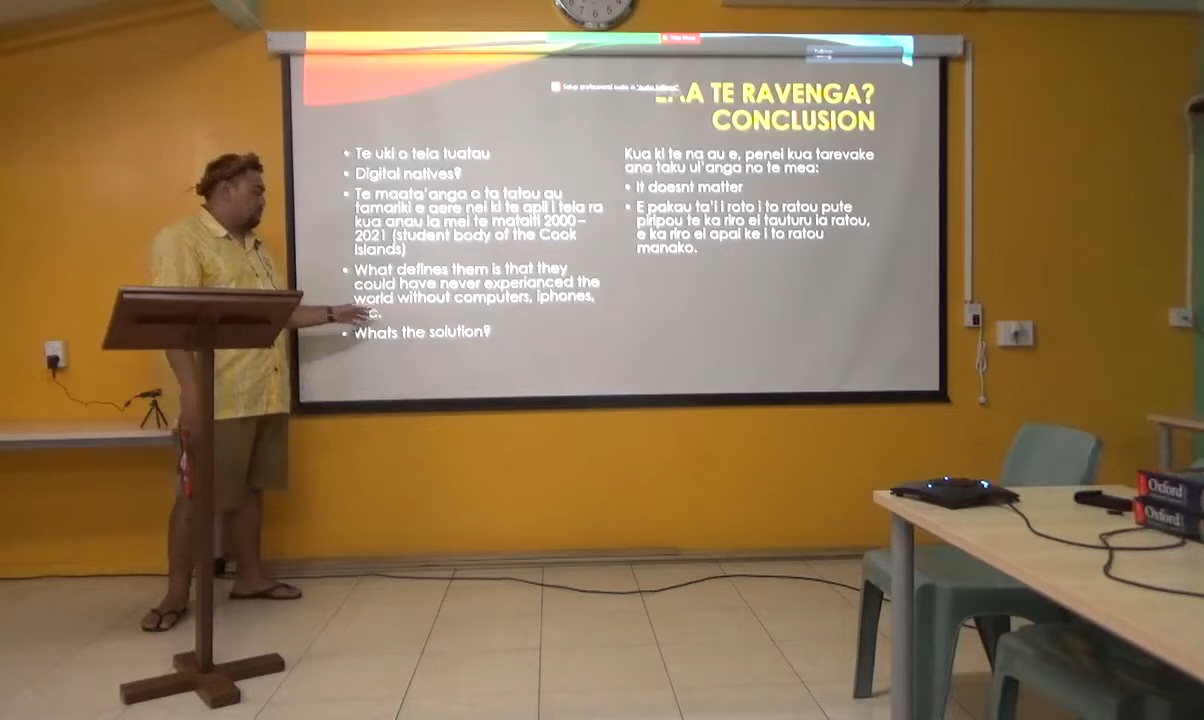 TE RAVENGA?
CONCLUSION
• Te uki o teia tuatau
• Digital natives?
• Te maata'anga o ta tatou au
tamariki e aere nei ki te apii i teia ra
kua anau ia mei te mataiti 2000 –
2021 (student body of the Cook
Islands)
• What defines them is that they
could have never experianced the
world without computers, iphones,
• Whats the solution?
Kua ki te na au e, penei kua tarevake
ana taku ui'anga no te mea:
• It doesnt matter
• E pakau ta'i i roto i to ratou pute
piripou te ka riro ei tauturu ia ratou,
e ka riro ei apai ke i to ratou
manako.
Oxford
Oxford